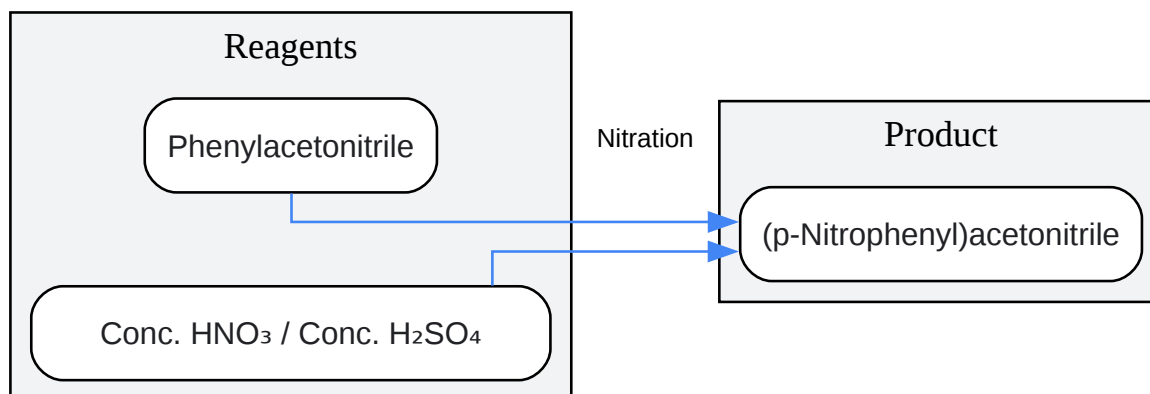 Reagents
Phenylacetonitrile
Conc. HNO₃ / Conc. H₂SO₄
Nitration
Product
(p-Nitrophenyl)acetonitrile